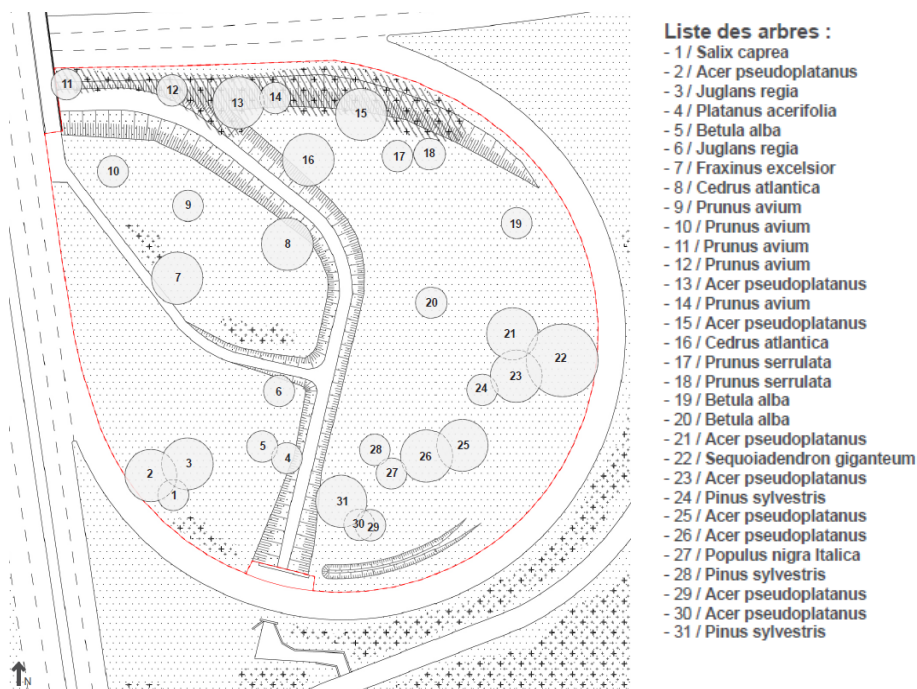 Liste des arbres :
- 1 / Salix caprea
- 2 / Acer pseudoplatanus
- 3 / Juglans regia
- 4 / Platanus acerifolia
- 5 / Betula alba
- 6 / Juglans regia
- 7 / Fraxinus excelsior
- 8 / Cedrus atlantica
- 9 / Prunus avium
- 10 / Prunus avium
- 11 / Prunus avium
- 12 / Prunus avium
- 13 / Acer pseudoplatanus
- 14 / Prunus avium
- 15 / Acer pseudoplatanus
- 16 / Cedrus atlantica
- 17 / Prunus serrulata
- 18 / Prunus serrulata
- 19 / Betula alba
- 20 / Betula alba
- 21 / Acer pseudoplatanus
- 22 / Sequoiadendron giganteum
- 23 / Acer pseudoplatanus
- 24 / Pinus sylvestris
- 25 / Acer pseudoplatanus
- 26 / Acer pseudoplatanus
- 27 / Populus nigra Italica
- 28 / Pinus sylvestris
- 29 / Acer pseudoplatanus
- 30 / Acer pseudoplatanus
- 31 / Pinus sylvestris
11
12
13
14
15
16
17
18
10
9
19
8
7
20
21
22
23
24
6
5
4
28
25
26
27
2
3
1
31
30
29
N